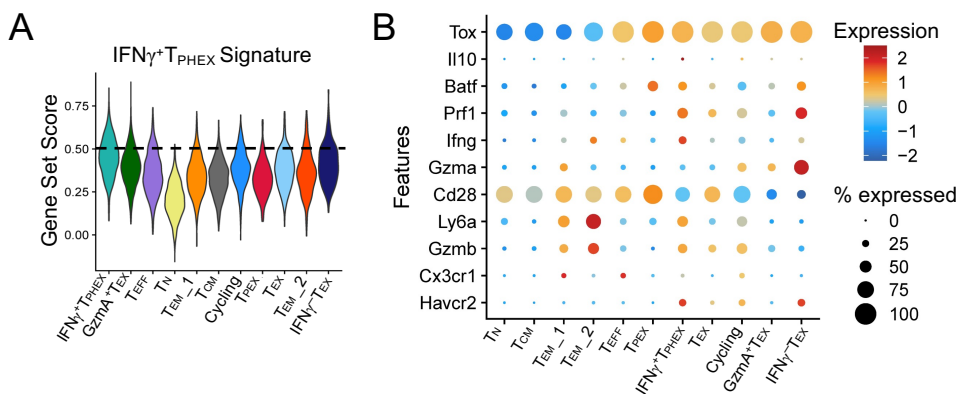 A
IFNγ⁺TPHEX Signature
Gene Set Score
0.75
0.50
0.25
0.00
IFNγ⁺TPHEX
GzmA⁺TEX
TEFF
TN
TEM_1
TCM
Cycling
TPEX
TEX
TEM_2
IFNγ⁻TEX
B
Features
Tox
Il10
Batf
Prf1
Ifng
Gzma
Cd28
Ly6a
Gzmb
Cx3cr1
Havcr2
TN
TCM
TEM_1
TEM_2
TEFF
TPEX
IFNγ⁺TPHEX
TEX
Cycling
GzmA⁺TEX
IFNγ⁻TEX
Expression
2
1
0
−1
−2
% expressed
0
25
50
75
100